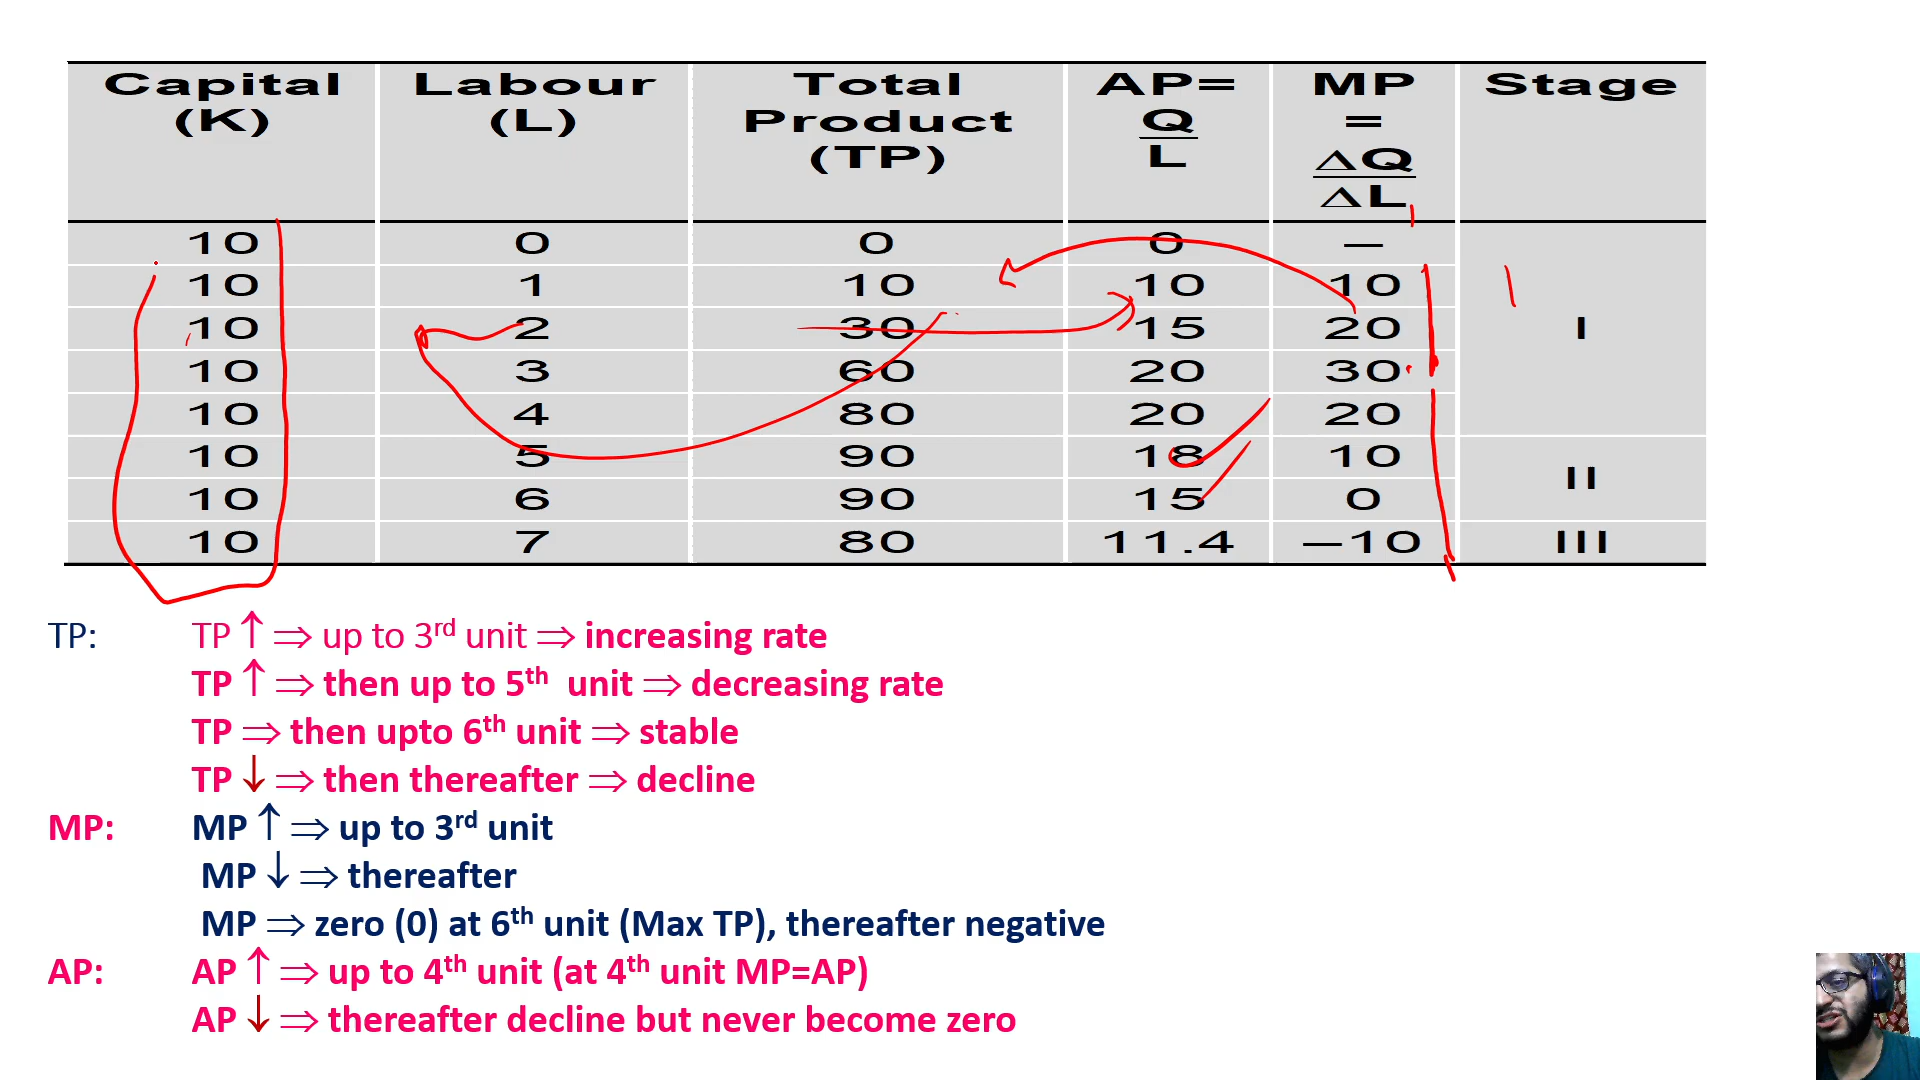 Capital (K) Labour (L) Total Product (TP) AP= Q/L MP = ΔQ/ΔL Stage
10 0 0 0 –
10 1 10 10 10
10 2 30 15 20 I
10 3 60 20 30
10 4 80 20 20
10 5 90 18 10 II
10 6 90 15 0
10 7 80 11.4 –10 III
TP: TP ↑ ⇒ up to 3rd unit ⇒ increasing rate
TP ↑ ⇒ then up to 5th unit ⇒ decreasing rate
TP ⇒ then upto 6th unit ⇒ stable
TP ↓ ⇒ then thereafter ⇒ decline
MP: MP ↑ ⇒ up to 3rd unit
MP ↓ ⇒ thereafter
MP ⇒ zero (0) at 6th unit (Max TP), thereafter negative
AP: AP ↑ ⇒ up to 4th unit (at 4th unit MP=AP)
AP ↓ ⇒ thereafter decline but never become zero